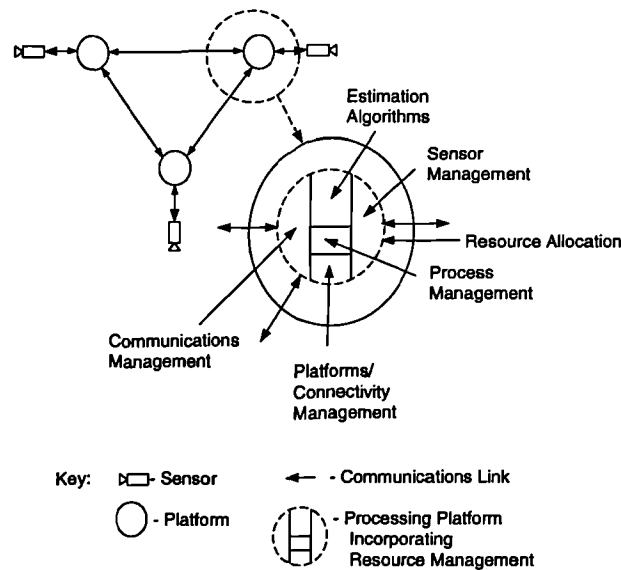 Estimation
Algorithms
Sensor
Management
Resource Allocation
Process
Management
Communications
Management
Platforms/
Connectivity
Management
Key:
- Sensor
- Communications Link
- Platform
- Processing Platform
Incorporating
Resource Management